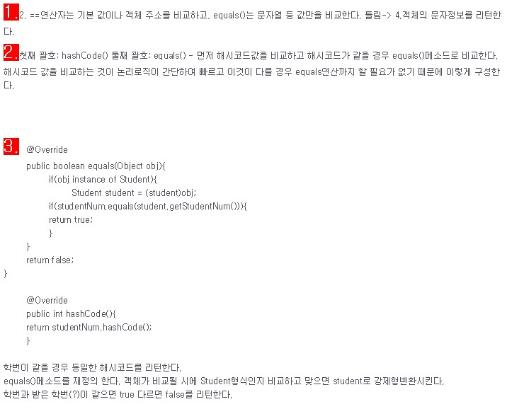 1. 2. ==연산자는 기본 값이나 객체 주소를 비교하고, equals()는 문자열 등 값만을 비교한다. 틀림-> 4.객체의 문자정보를 리턴한
다.
2. 첫째 괄호: hashCode() 둘째 괄호: equals() - 먼저 해시코드값을 비교하고 해시코드가 같을 경우 equals()메소드로 비교한다.
해시코드 값을 비교하는 것이 논리로직이 간단하여 빠르고 이것이 다를 경우 equals연산까지 할 필요가 없기 때문에 이렇게 구성한
다.
3. @Override
public boolean equals(Object obj){
if(obj instance of Student){
Student student = (student)obj;
if(studentNum.equals(student.getStudentNum())){
return true;
}
}
return false;
}
@Override
public int hashCode(){
return studentNum.hashCode();
}
학번이 같을 경우 동일한 해시코드를 리턴한다.
equals()메소드를 재정의 한다. 객체가 비교될 시에 Student형식인지 비교하고 맞으면 student로 강제형변환시킨다.
학번과 받은 학번(?)이 같으면 true 다르면 false를 리턴한다.